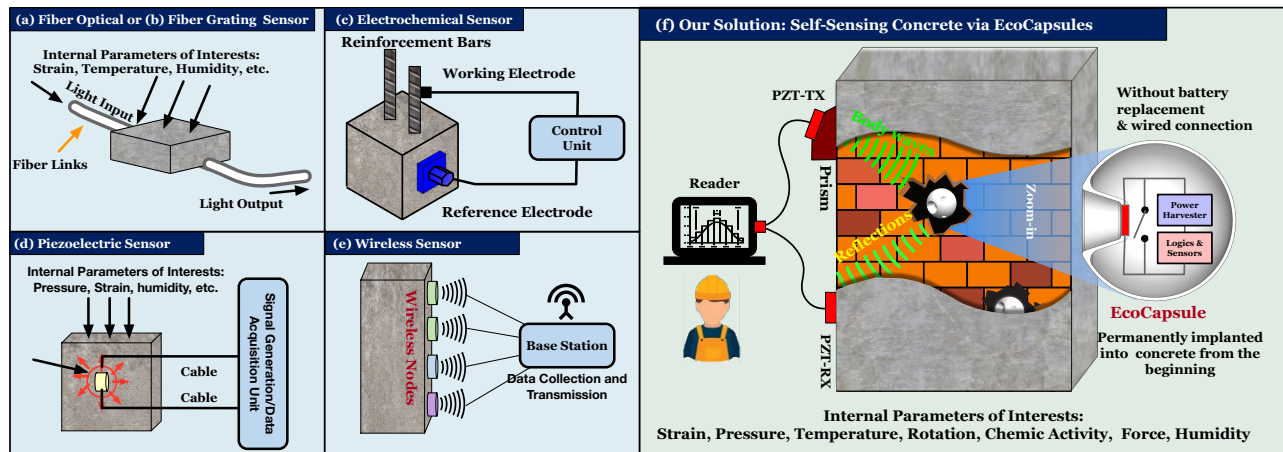 (a) Fiber Optical or (b) Fiber Grating Sensor
Internal Parameters of Interests:
Strain, Temperature, Humidity, etc.
Light Input
Fiber Links
Light Output
(c) Electrochemical Sensor
Reinforcement Bars
Working Electrode
Control
Unit
Reference Electrode
(d) Piezoelectric Sensor
Internal Parameters of Interests:
Pressure, Strain, humidity, etc.
Cable
Cable
Signal Generation/Data
Acquisition Unit
(e) Wireless Sensor
Wireless Nodes
Base Station
Data Collection and
Transmission
(f) Our Solution: Self-Sensing Concrete via EcoCapsules
PZT-TX
Prism
Body waves
Reader
Reflections
PZT-RX
Zoom-in
Without battery
replacement
& wired connection
Power
Harvester
Logics &
Sensors
EcoCapsule
Permanently implanted
into concrete from the
beginning
Internal Parameters of Interests:
Strain, Pressure, Temperature, Rotation, Chemic Activity, Force, Humidity